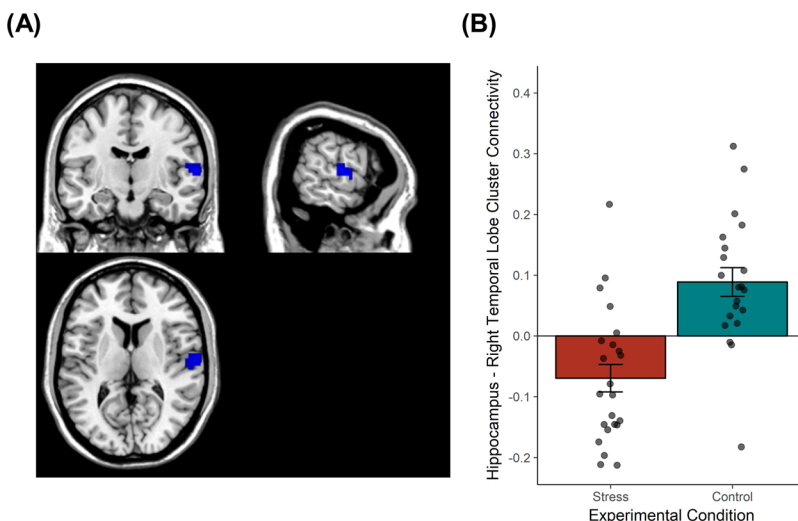 (A)
(B)
Hippocampus - Right Temporal Lobe Cluster Connectivity
0.4
0.3
0.2
0.1
0.0
-0.1
-0.2
Stress
Control
Experimental Condition